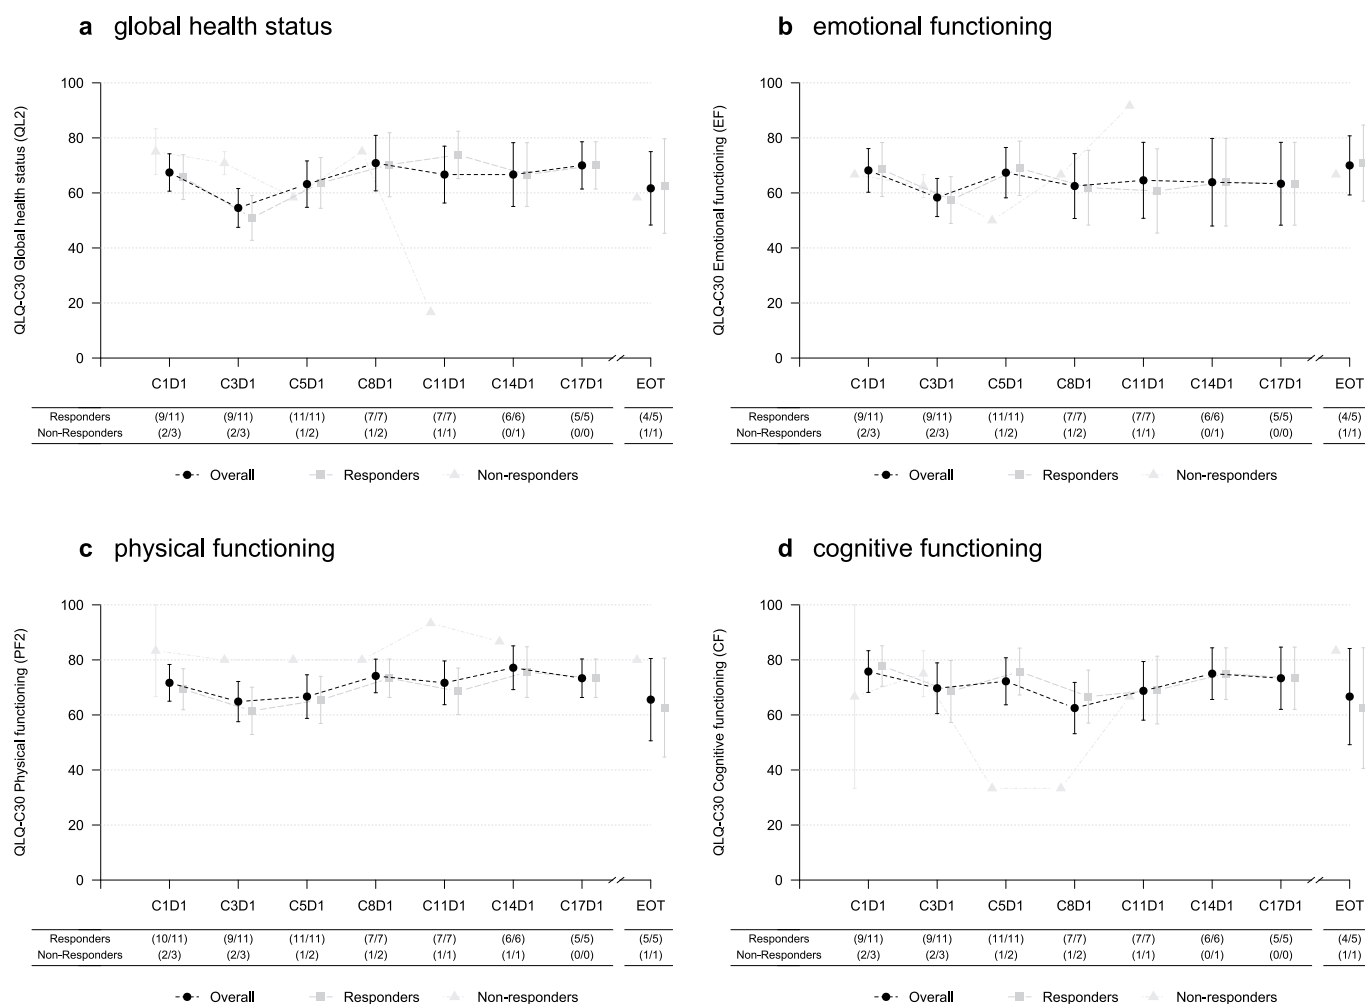 a global health status
QLQ-C30 Global health status (QL2)
100
80
60
40
20
0
C1D1 C3D1 C5D1 C8D1 C11D1 C14D1 C17D1 EOT
Responders (9/11) (9/11) (11/11) (7/7) (7/7) (6/6) (5/5) (4/5)
Non-Responders (2/3) (2/3) (1/2) (1/2) (1/1) (0/1) (0/0) (1/1)
Overall Responders Non-responders
b emotional functioning
QLQ-C30 Emotional functioning (EF)
100
80
60
40
20
0
C1D1 C3D1 C5D1 C8D1 C11D1 C14D1 C17D1 EOT
Responders (9/11) (9/11) (11/11) (7/7) (7/7) (6/6) (5/5) (4/5)
Non-Responders (2/3) (2/3) (1/2) (1/2) (1/1) (0/1) (0/0) (1/1)
Overall Responders Non-responders
c physical functioning
QLQ-C30 Physical functioning (PF2)
100
80
60
40
20
0
C1D1 C3D1 C5D1 C8D1 C11D1 C14D1 C17D1 EOT
Responders (10/11) (9/11) (11/11) (7/7) (7/7) (6/6) (5/5) (5/5)
Non-Responders (2/3) (2/3) (1/2) (1/2) (1/1) (1/1) (0/0) (1/1)
Overall Responders Non-responders
d cognitive functioning
QLQ-C30 Cognitive functioning (CF)
100
80
60
40
20
0
C1D1 C3D1 C5D1 C8D1 C11D1 C14D1 C17D1 EOT
Responders (9/11) (9/11) (11/11) (7/7) (7/7) (6/6) (5/5) (4/5)
Non-Responders (2/3) (2/3) (1/2) (1/2) (1/1) (0/1) (0/0) (1/1)
Overall Responders Non-responders